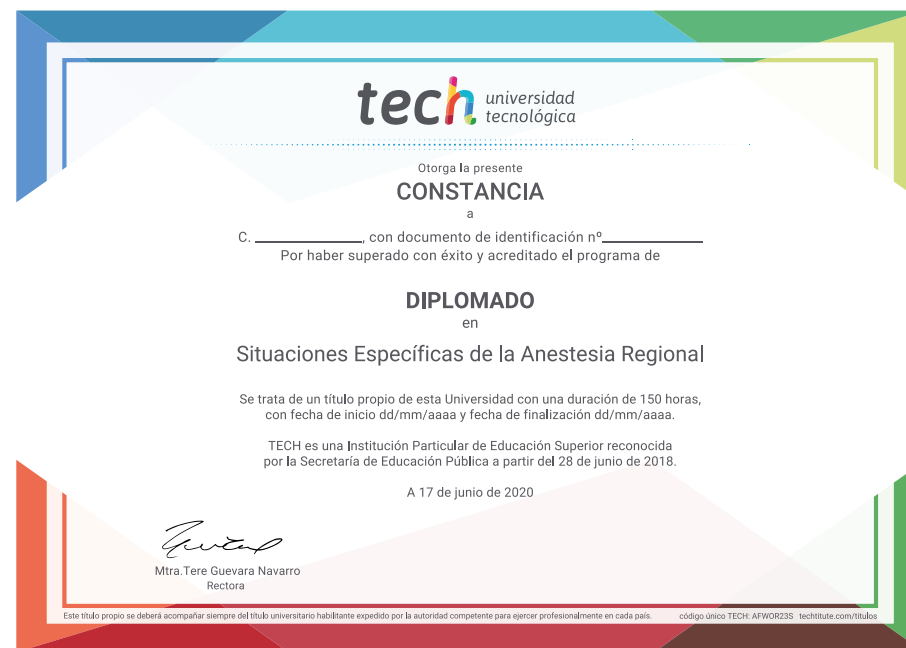 tech universidad
tecnológica
Otorga la presente
CONSTANCIA
a
C. ____________, con documento de identificación nº____________
Por haber superado con éxito y acreditado el programa de
DIPLOMADO
en
Situaciones Específicas de la Anestesia Regional
Se trata de un título propio de esta Universidad con una duración de 150 horas,
con fecha de inicio dd/mm/aaaa y fecha de finalización dd/mm/aaaa.
TECH es una Institución Particular de Educación Superior reconocida
por la Secretaría de Educación Pública a partir del 28 de junio de 2018.
A 17 de junio de 2020
Mtra.Tere Guevara Navarro
Rectora
Este título propio se deberá acompañar siempre del título universitario habilitante expedido por la autoridad competente para ejercer profesionalmente en cada país. código único TECH: AFWOR23S techtitute.com/titulos